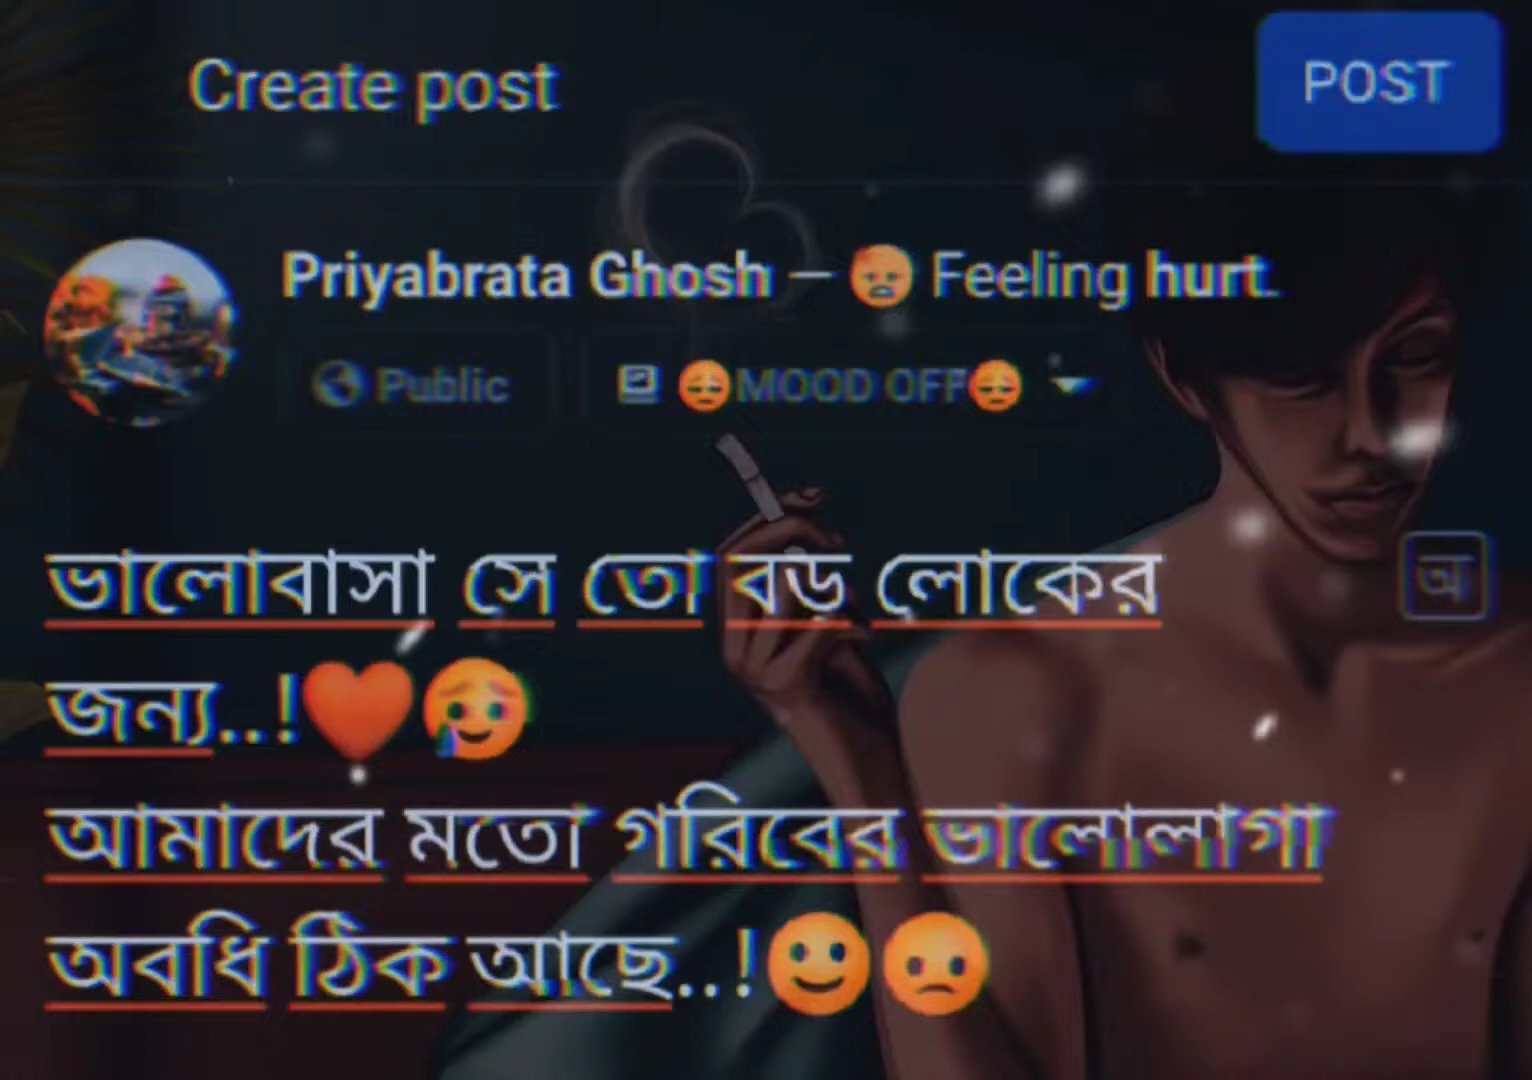 Create post
POST
Priyabrata Ghosh — 🤕 Feeling hurt.
Public 😔MOOD OFF😔
ভালোবাসা সে তো বড় লোকের
অ
জন্য..!❤️🥲
আমাদের মতো গরিবের ভালোলাগা
অবধি ঠিক আছে..!🙂🙁